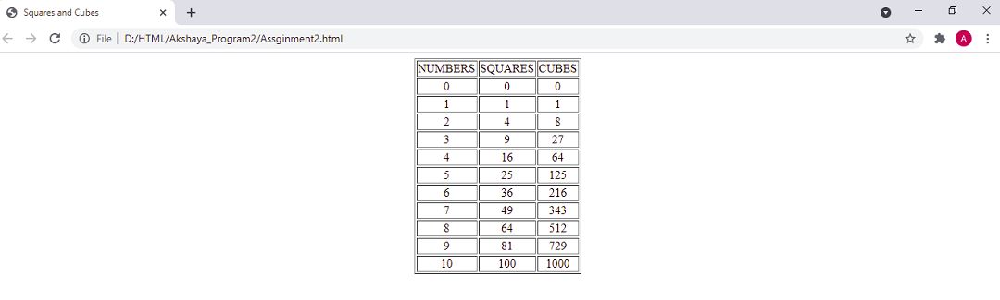 Squares and Cubes
File D:/HTML/Akshaya_Program2/Assginment2.html A
NUMBERS SQUARES CUBES
0 0 0
1 1 1
2 4 8
3 9 27
4 16 64
5 25 125
6 36 216
7 49 343
8 64 512
9 81 729
10 100 1000